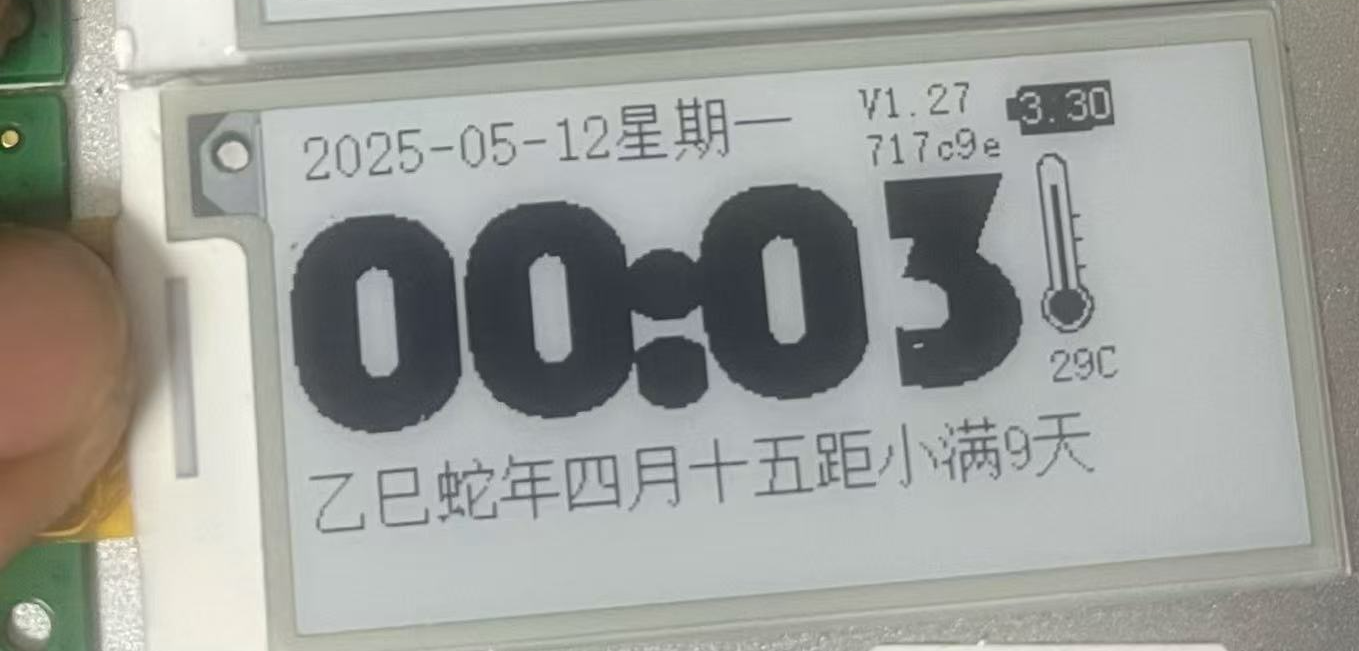 2025-05-12星期一
V1.27
717c9e
3.30
00:03
29C
乙巳蛇年四月十五距小满9天